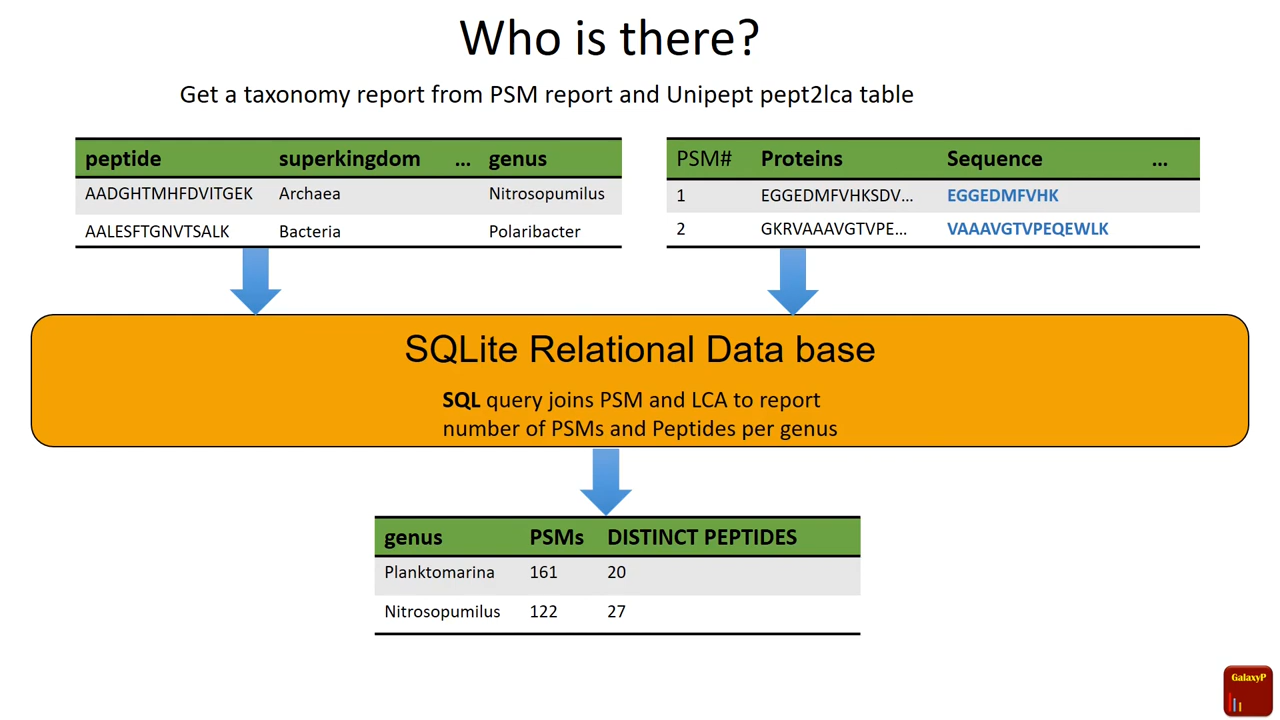 Who is there?
Get a taxonomy report from PSM report and Unipept pept2lca table
peptide superkingdom ... genus
AADGHTMHFDVITGEK Archaea Nitrosopumilus
AALESFTGNVTSALK Bacteria Polaribacter
PSM# Proteins Sequence ...
1 EGGEDMFVHKSDV... EGGEDMFVHK
2 GKRVAAAVGTVPE... VAAAVGTVPEQEWLK
SQLite Relational Data base
SQL query joins PSM and LCA to report
number of PSMs and Peptides per genus
genus PSMs DISTINCT PEPTIDES
Planktomarina 161 20
Nitrosopumilus 122 27
GalaxyP